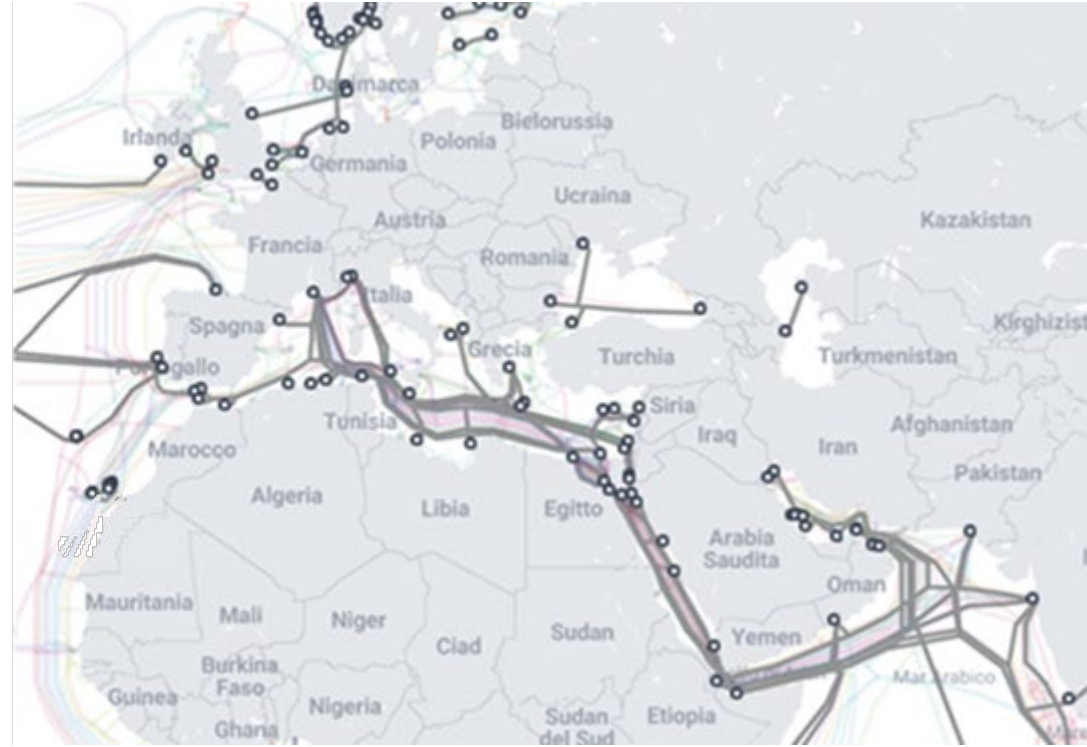 Danimarca
Irlanda
Bielorussia
Polonia
Germania
Ucraina
Austria
Kazakistan
Francia
Romania
Italia
Spagna
Grecia
Turchia
Turkmenistan
Kirghizist
Portogallo
Tunisia
Siria
Afghanistan
Iraq
Iran
Marocco
Pakistan
Algeria
Libia
Egitto
Arabia
Saudita
Oman
Mauritania
Mali
Niger
Ciad
Sudan
Yemen
Burkina
Faso
Mar Arabico
Guinea
Nigeria
Ghana
Sudan
del Sud
Etiopia